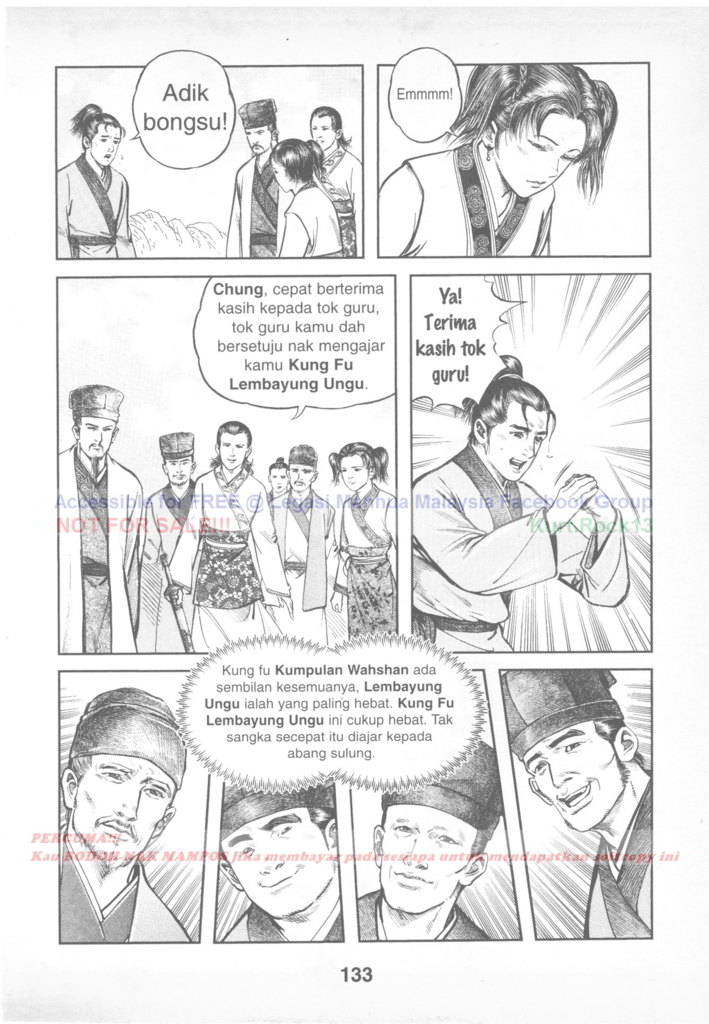 Adik
bongsu!
Emmmm!
Chung, cepat berterima
kasih kepada tok guru,
tok guru kamu dah
bersetuju nak mengajar
kamu Kung Fu
Lembayung Ungu.
Ya!
Terima
kasih tok
guru!
Accessible for FREE @ Legasi Manhua Malaysia Facebook Group
NOT FOR SALE!!!
Kuni.Rock13
Kung fu Kumpulan Wahshan ada
sembilan kesemuanya, Lembayung
Ungu ialah yang paling hebat. Kung Fu
Lembayung Ungu ini cukup hebat. Tak
sangka secepat itu diajar kepada
abang sulung.
PERCUMA!!!
Kau BODOH NAK MAMPOS jika membayar pada sesiapa untuk mendapatkan softcopy ini
133